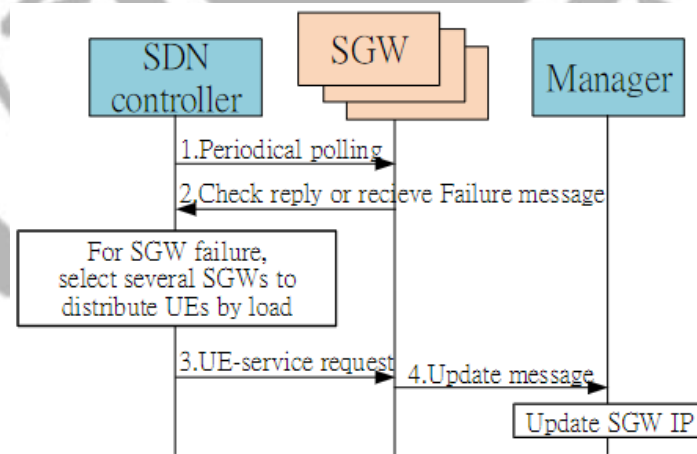 SDN
controller
SGW
Manager
1.Periodical polling
2.Check reply or recieve Failure message
For SGW failure,
select several SGWs to
distribute UEs by load
3.UE-service request
4.Update message
Update SGW IP